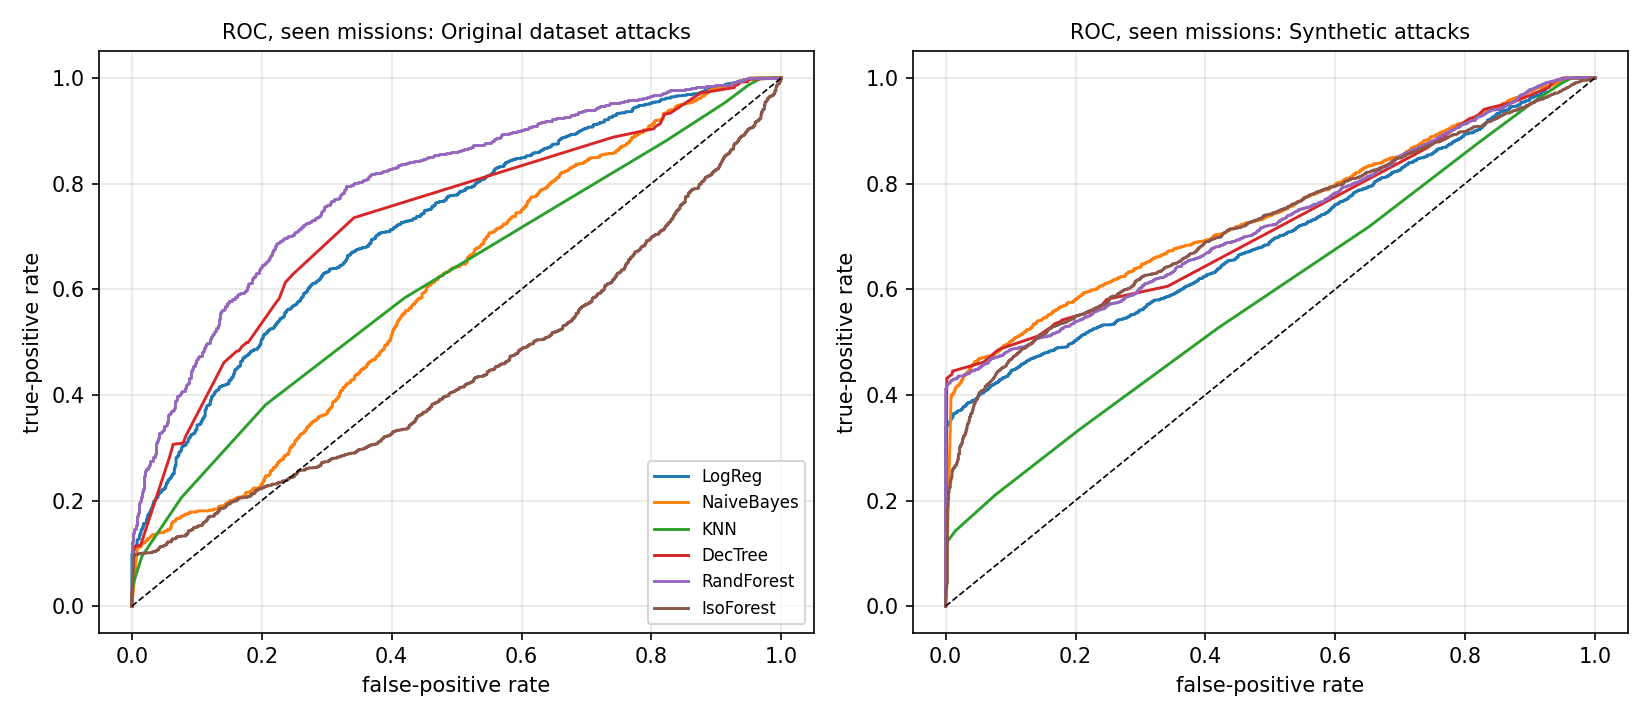 ROC, seen missions: Original dataset attacks
true-positive rate
1.0
0.8
0.6
0.4
0.2
0.0
LogReg
NaiveBayes
KNN
DecTree
RandForest
IsoForest
0.0 0.2 0.4 0.6 0.8 1.0
false-positive rate
ROC, seen missions: Synthetic attacks
true-positive rate
1.0
0.8
0.6
0.4
0.2
0.0
0.0 0.2 0.4 0.6 0.8 1.0
false-positive rate